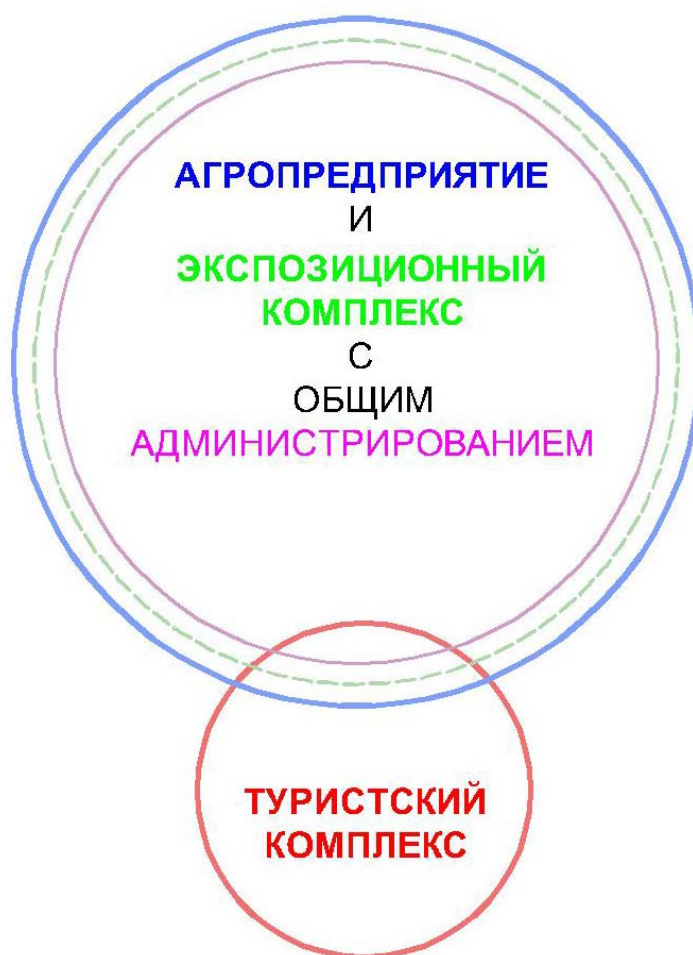 АГРОПРЕДПРИЯТИЕ
И
ЭКСПОЗИЦИОННЫЙ
КОМПЛЕКС
С
ОБЩИМ
АДМИНИСТРИРОВАНИЕМ
ТУРИСТСКИЙ
КОМПЛЕКС